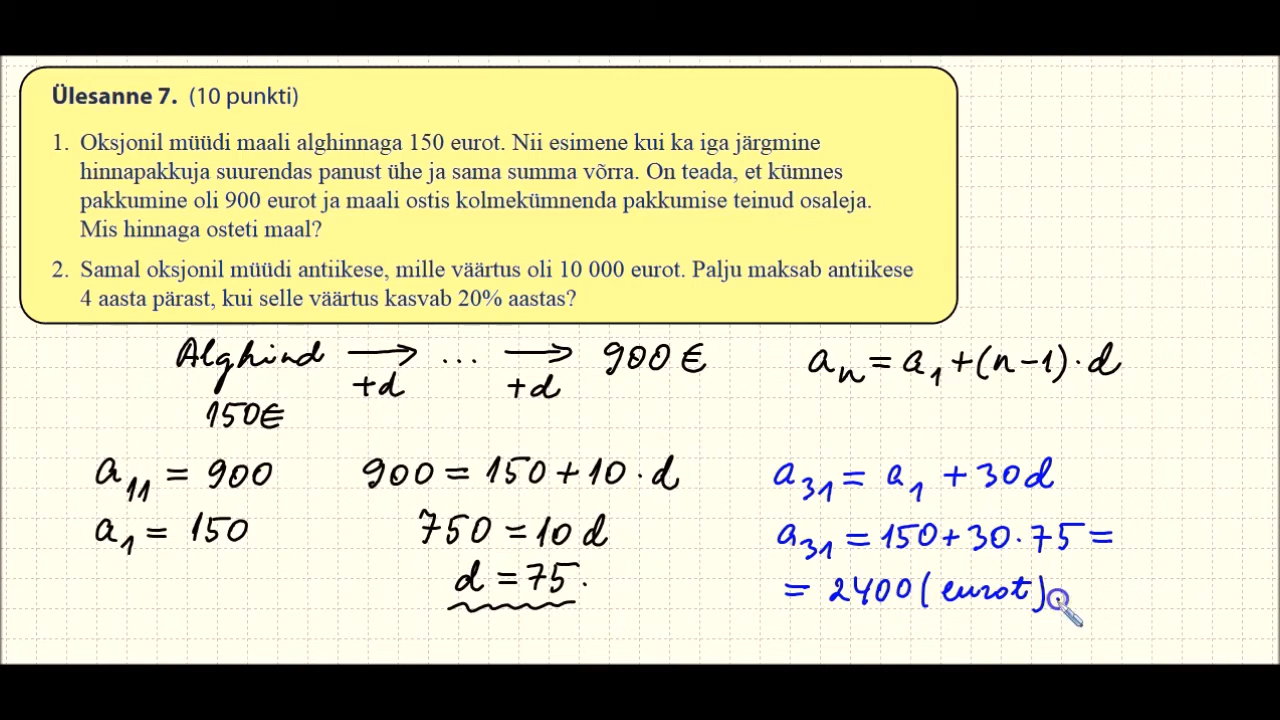 Ülesanne 7. (10 punkti)
1. Oksjonil müüdi maali alghinnaga 150 eurot. Nii esimene kui ka iga järgmine
hinnapakkuja suurendas panust ühe ja sama summa võrra. On teada, et kümnes
pakkumine oli 900 eurot ja maali ostis kolmekümnenda pakkumise teinud osaleja.
Mis hinnaga osteti maal?
2. Samal oksjonil müüdi antiikese, mille väärtus oli 10 000 eurot. Palju maksab antiikese
4 aasta pärast, kui selle väärtus kasvab 20% aastas?
Alghind → ... → 900 €
+d +d
150€
aₙ = a₁ + (n-1) · d
a₁₁ = 900
a₁ = 150
900 = 150 + 10 · d
750 = 10 d
d = 75.
a₃₁ = a₁ + 30d
a₃₁ = 150 + 30 · 75 =
= 2400 (eurot)